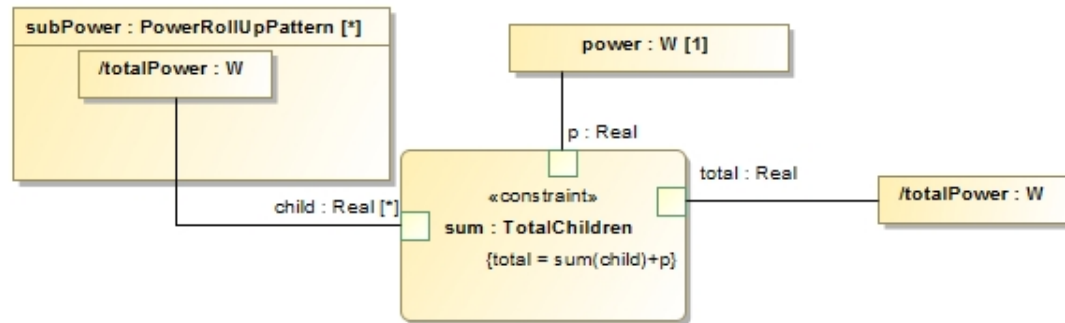 subPower : PowerRollUpPattern [*]
/totalPower : W
power : W [1]
p : Real
child : Real [*]
«constraint»
sum : TotalChildren
{total = sum(child)+p}
total : Real
/totalPower : W